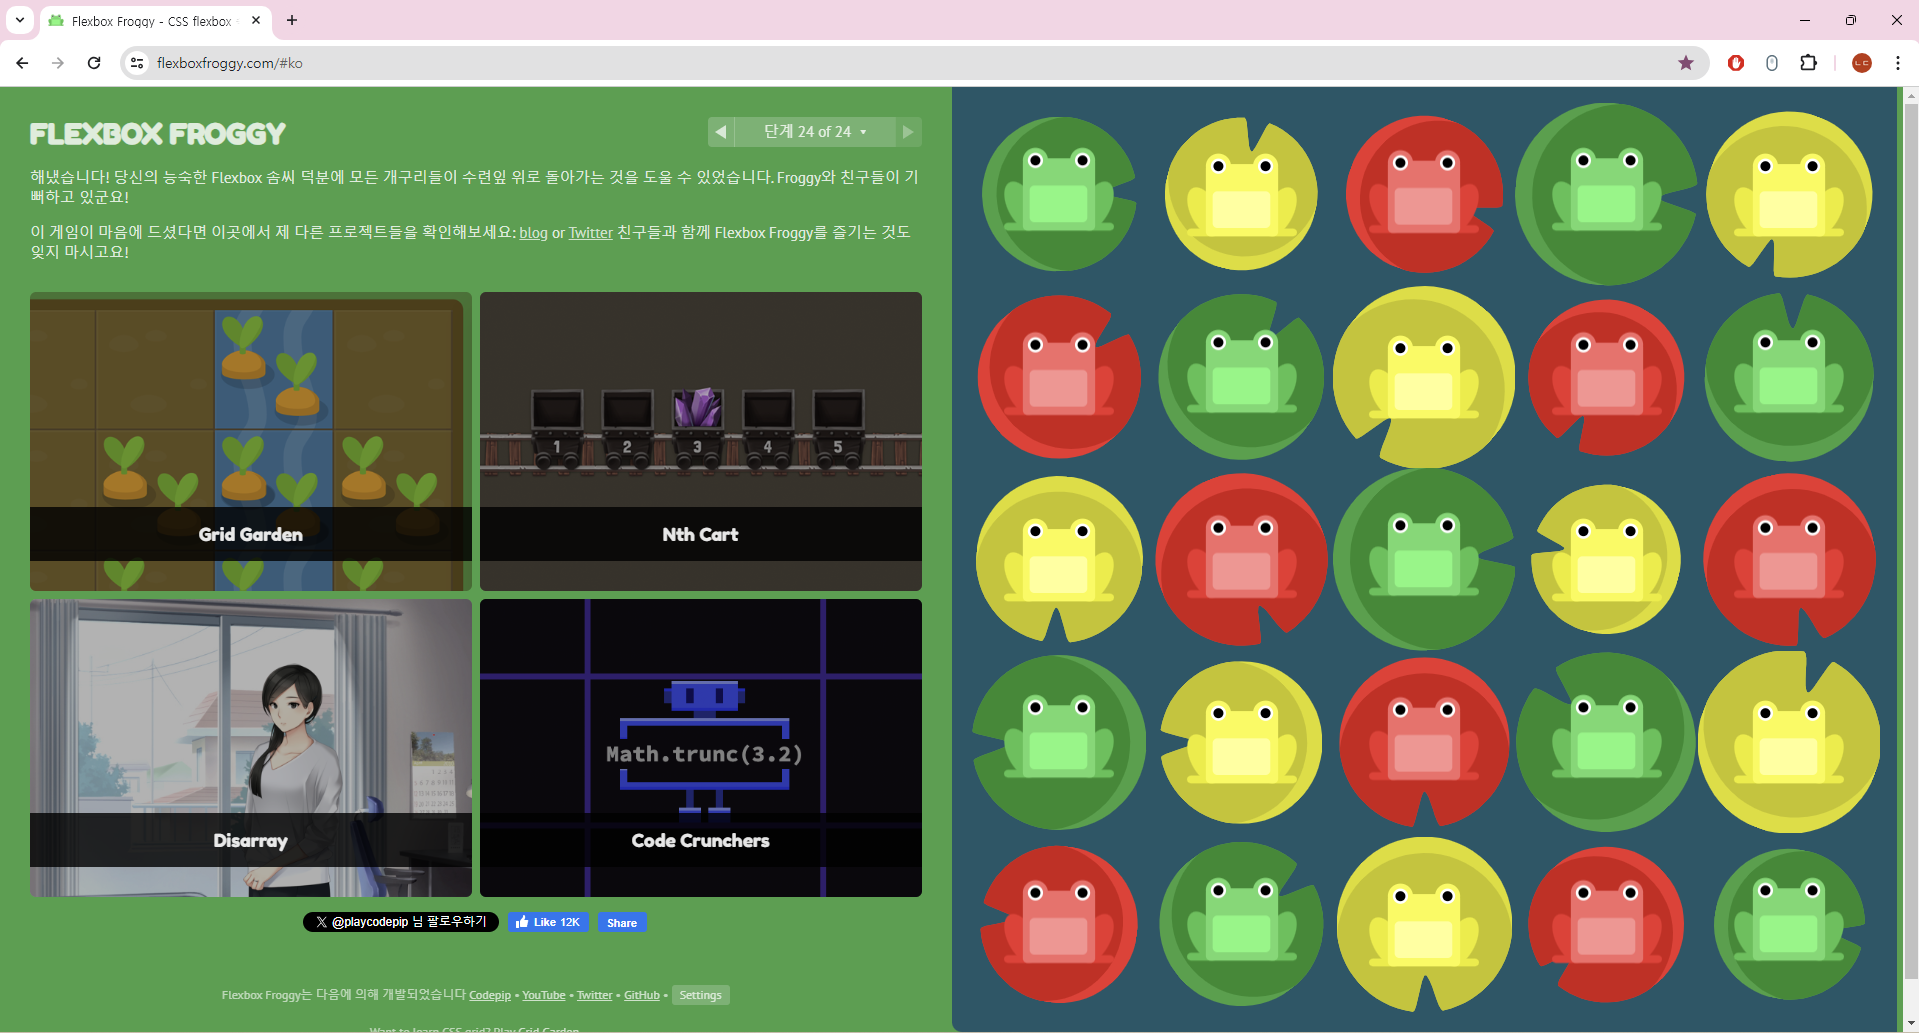 Flexbox Froggy - CSS flexbox
flexboxfroggy.com/#ko
L C
FLEXBOX FROGGY
단계 24 of 24
해냈습니다! 당신의 능숙한 Flexbox 솜씨 덕분에 모든 개구리들이 수련잎 위로 돌아가는 것을 도울 수 있었습니다. Froggy와 친구들이 기
뻐하고 있군요!
이 게임이 마음에 드셨다면 이곳에서 제 다른 프로젝트들을 확인해보세요: blog or Twitter 친구들과 함께 Flexbox Froggy를 즐기는 것도
잊지 마시고요!
1 2 3 4 5
Grid Garden
Nth Cart
Math.trunc(3.2)
Disarray
Code Crunchers
@playcodepip 님 팔로우하기
Like 12K
Share
Flexbox Froggy는 다음에 의해 개발되었습니다 Codepip • YouTube • Twitter • GitHub • Settings
Want to learn CSS grid? Play Grid Garden.